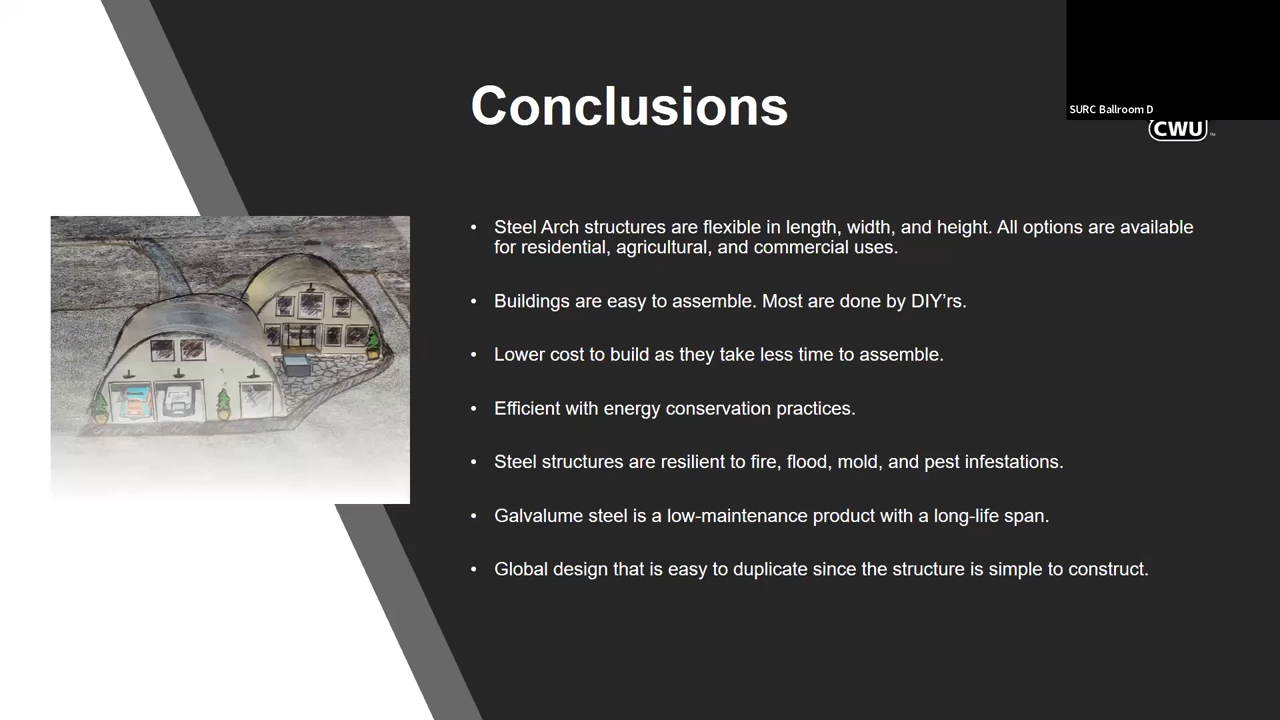 Conclusions
SURC Ballroom D
CWU
• Steel Arch structures are flexible in length, width, and height. All options are available
for residential, agricultural, and commercial uses.
• Buildings are easy to assemble. Most are done by DIY’rs.
• Lower cost to build as they take less time to assemble.
• Efficient with energy conservation practices.
• Steel structures are resilient to fire, flood, mold, and pest infestations.
• Galvalume steel is a low-maintenance product with a long-life span.
• Global design that is easy to duplicate since the structure is simple to construct.